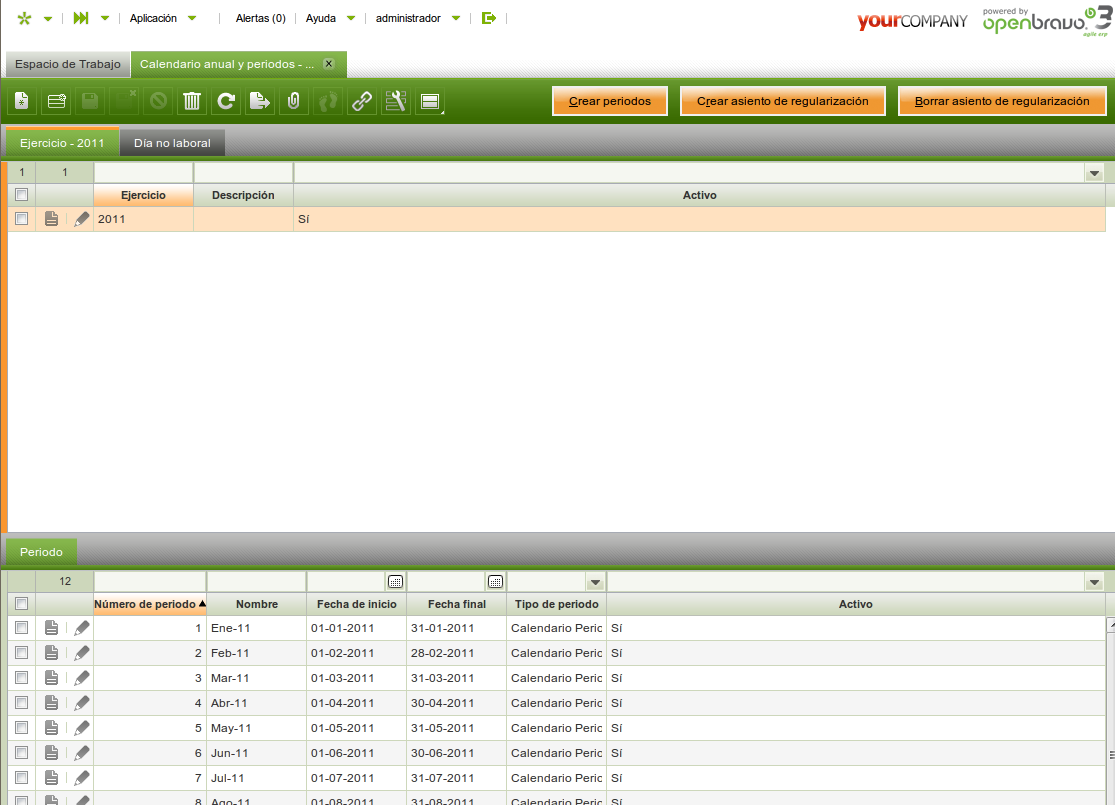 Aplicación Alertas (0) Ayuda administrador yourCOMPANY powered by openbravo 3 agile erp
Espacio de Trabajo Calendario anual y periodos - ...
Crear periodos Crear asiento de regularización Borrar asiento de regularización
Ejercicio - 2011 Día no laboral
1 1
Ejercicio Descripción Activo
2011 Sí
Periodo
12
Número de periodo Nombre Fecha de inicio Fecha final Tipo de periodo Activo
1 Ene-11 01-01-2011 31-01-2011 Calendario Peric Sí
2 Feb-11 01-02-2011 28-02-2011 Calendario Peric Sí
3 Mar-11 01-03-2011 31-03-2011 Calendario Peric Sí
4 Abr-11 01-04-2011 30-04-2011 Calendario Peric Sí
5 May-11 01-05-2011 31-05-2011 Calendario Peric Sí
6 Jun-11 01-06-2011 30-06-2011 Calendario Peric Sí
7 Jul-11 01-07-2011 31-07-2011 Calendario Peric Sí
8 Ago-11 01-08-2011 31-08-2011 Calendario Peric Sí